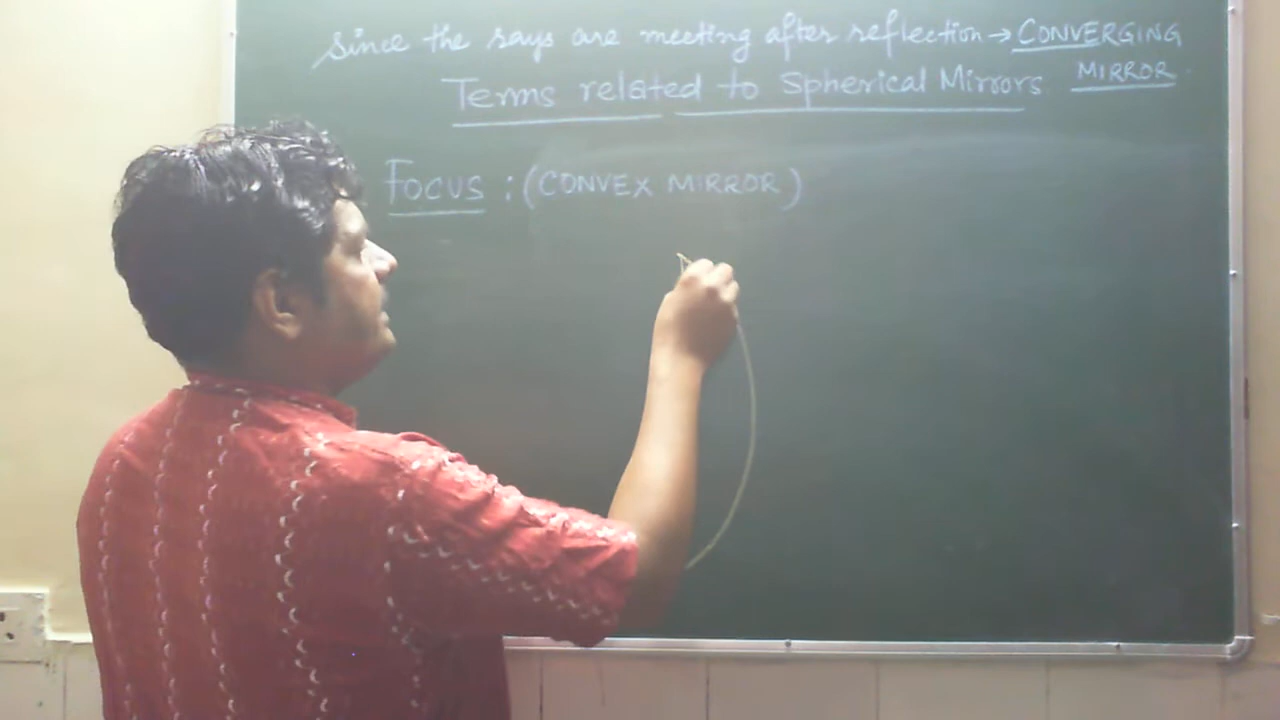 Since the rays are meeting after reflection → CONVERGING
MIRROR
Terms related to Spherical Mirrors
FOCUS : (CONVEX MIRROR)